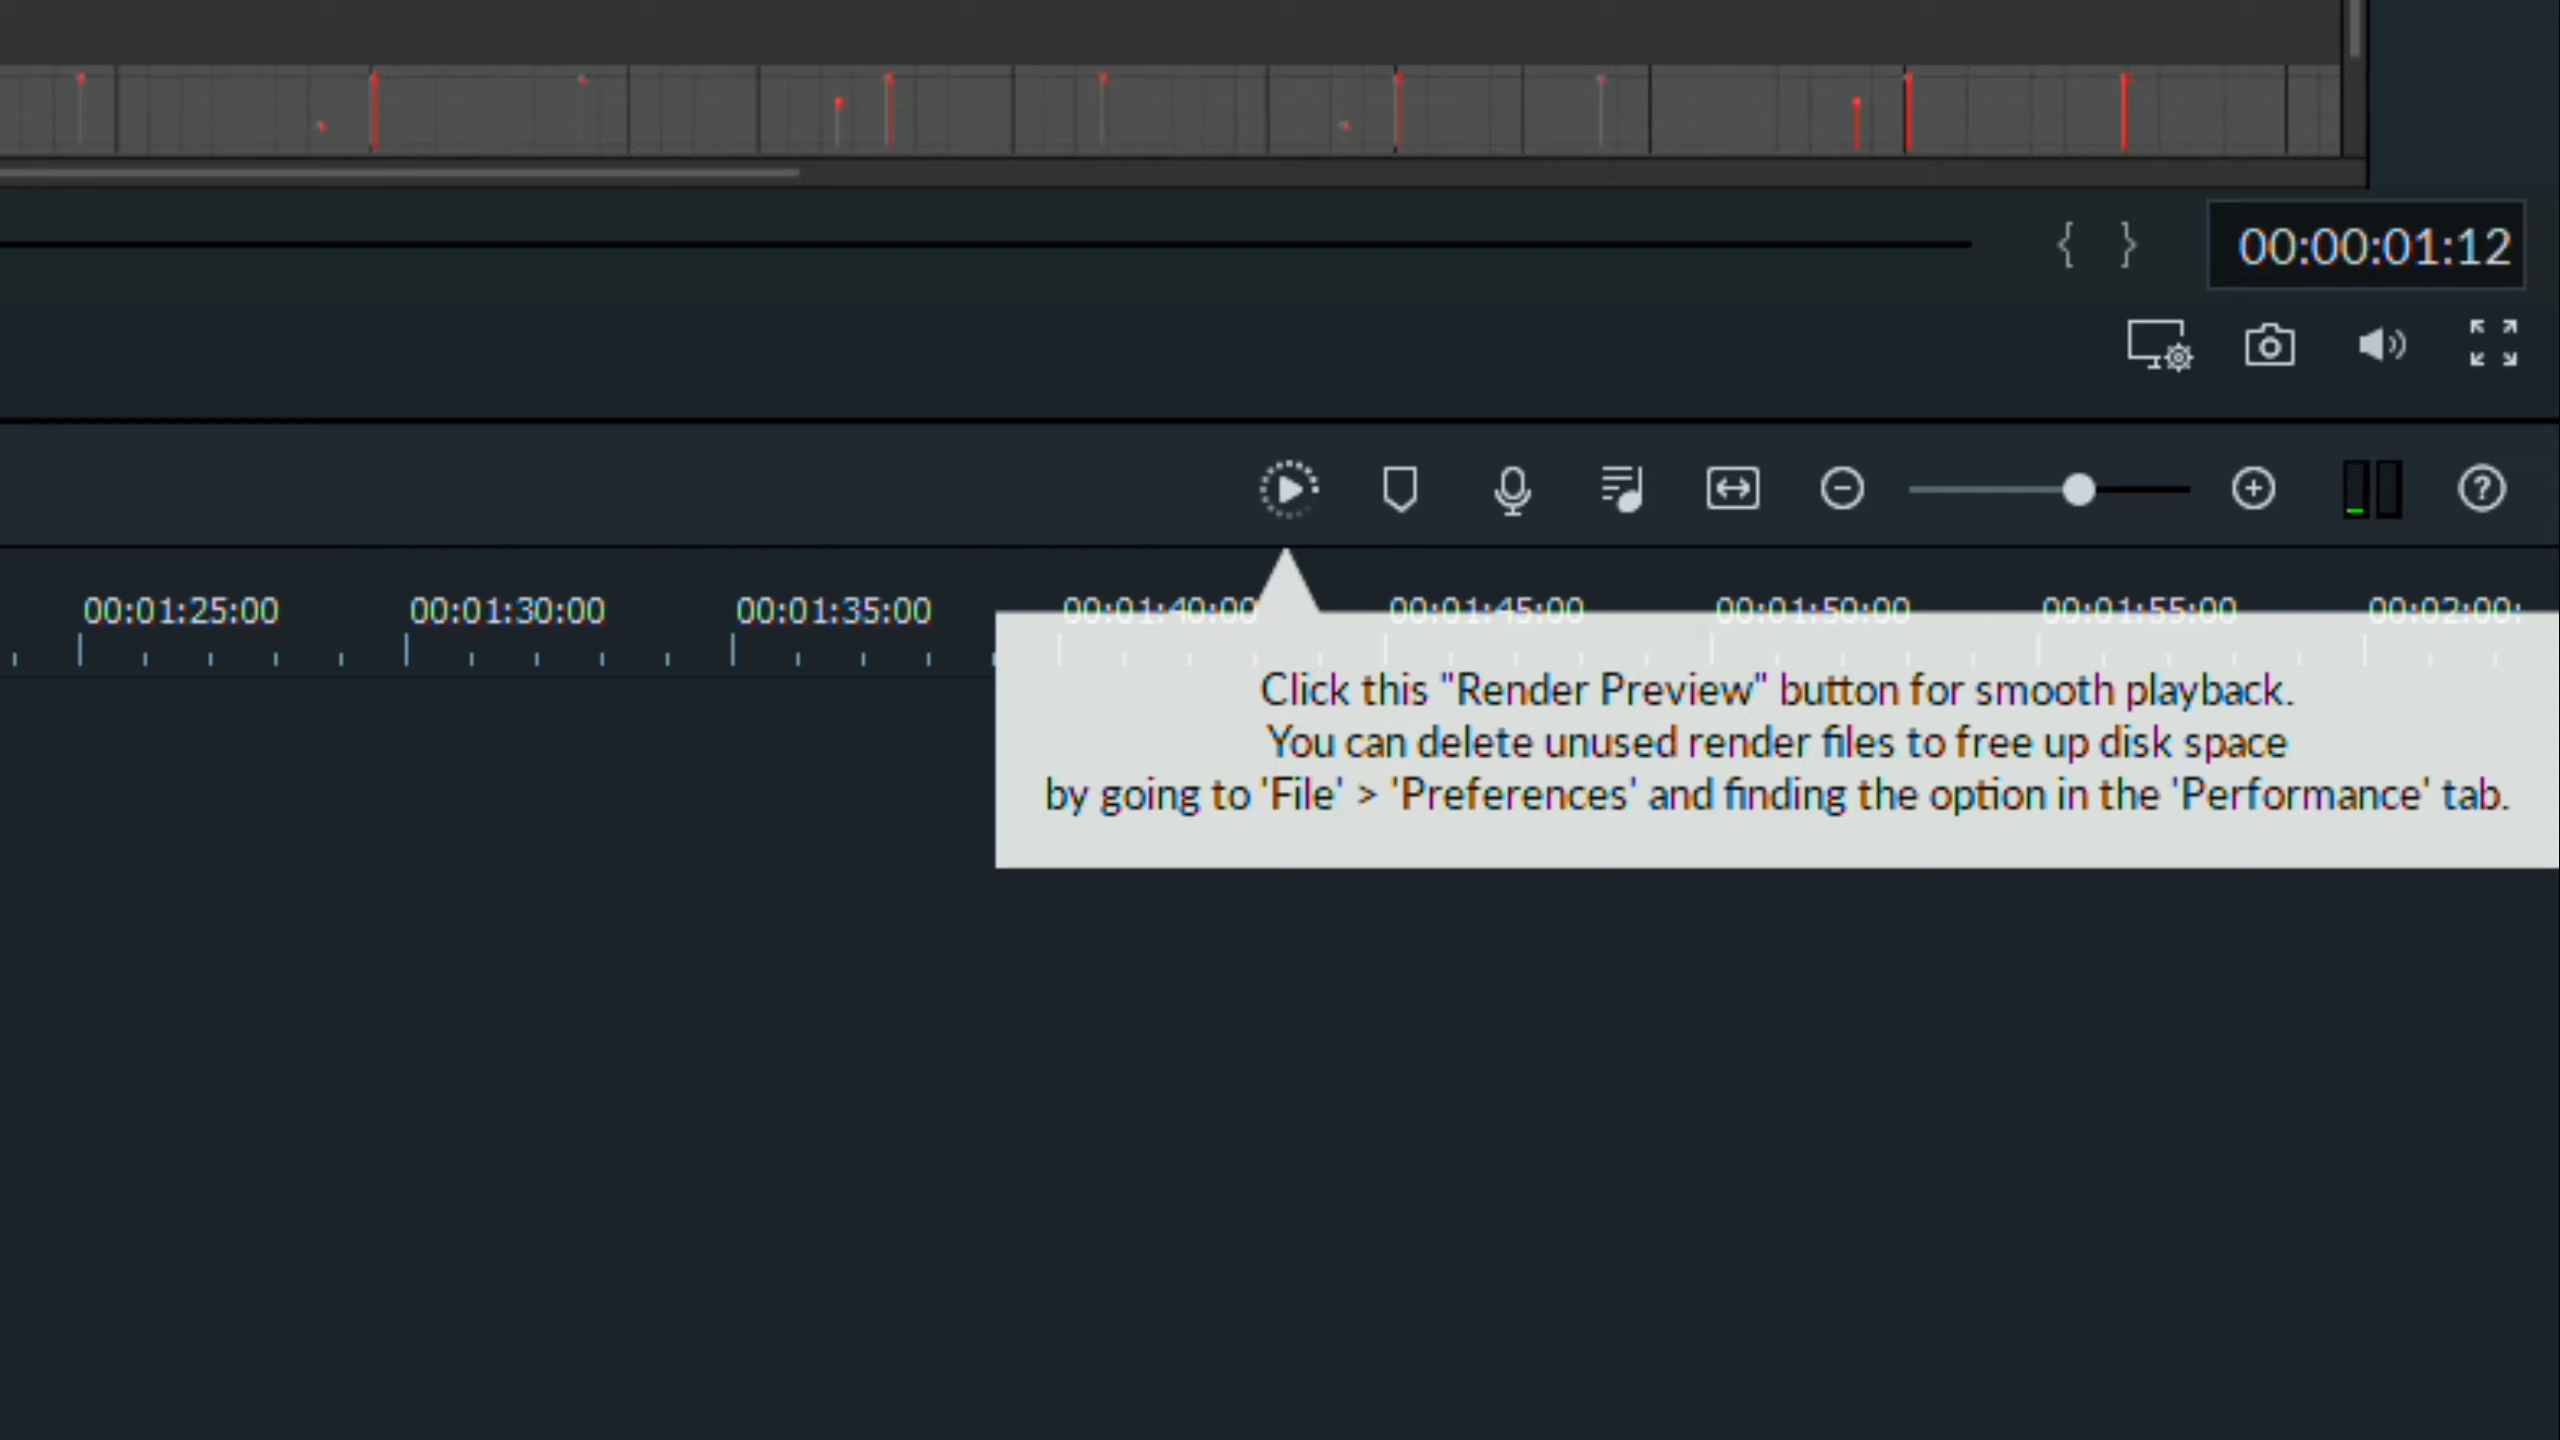 { } 00:00:01:12
00:01:25:00 00:01:30:00 00:01:35:00 00:01:40:00 00:01:45:00 00:01:50:00 00:01:55:00 00:02:00:
Click this "Render Preview" button for smooth playback.
You can delete unused render files to free up disk space
by going to 'File' > 'Preferences' and finding the option in the 'Performance' tab.